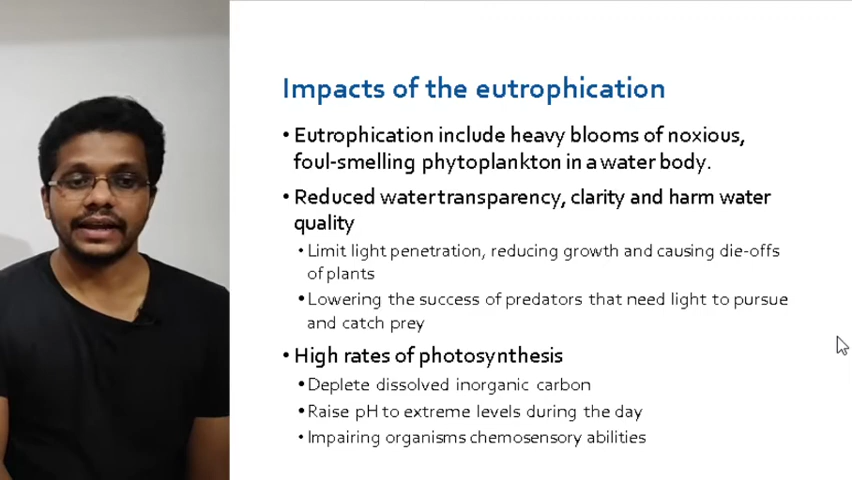 Impacts of the eutrophication
• Eutrophication include heavy blooms of noxious,
foul-smelling phytoplankton in a water body.
• Reduced water transparency, clarity and harm water
quality
• Limit light penetration, reducing growth and causing die-offs
of plants
• Lowering the success of predators that need light to pursue
and catch prey
• High rates of photosynthesis
• Deplete dissolved inorganic carbon
• Raise pH to extreme levels during the day
• Impairing organisms chemosensory abilities